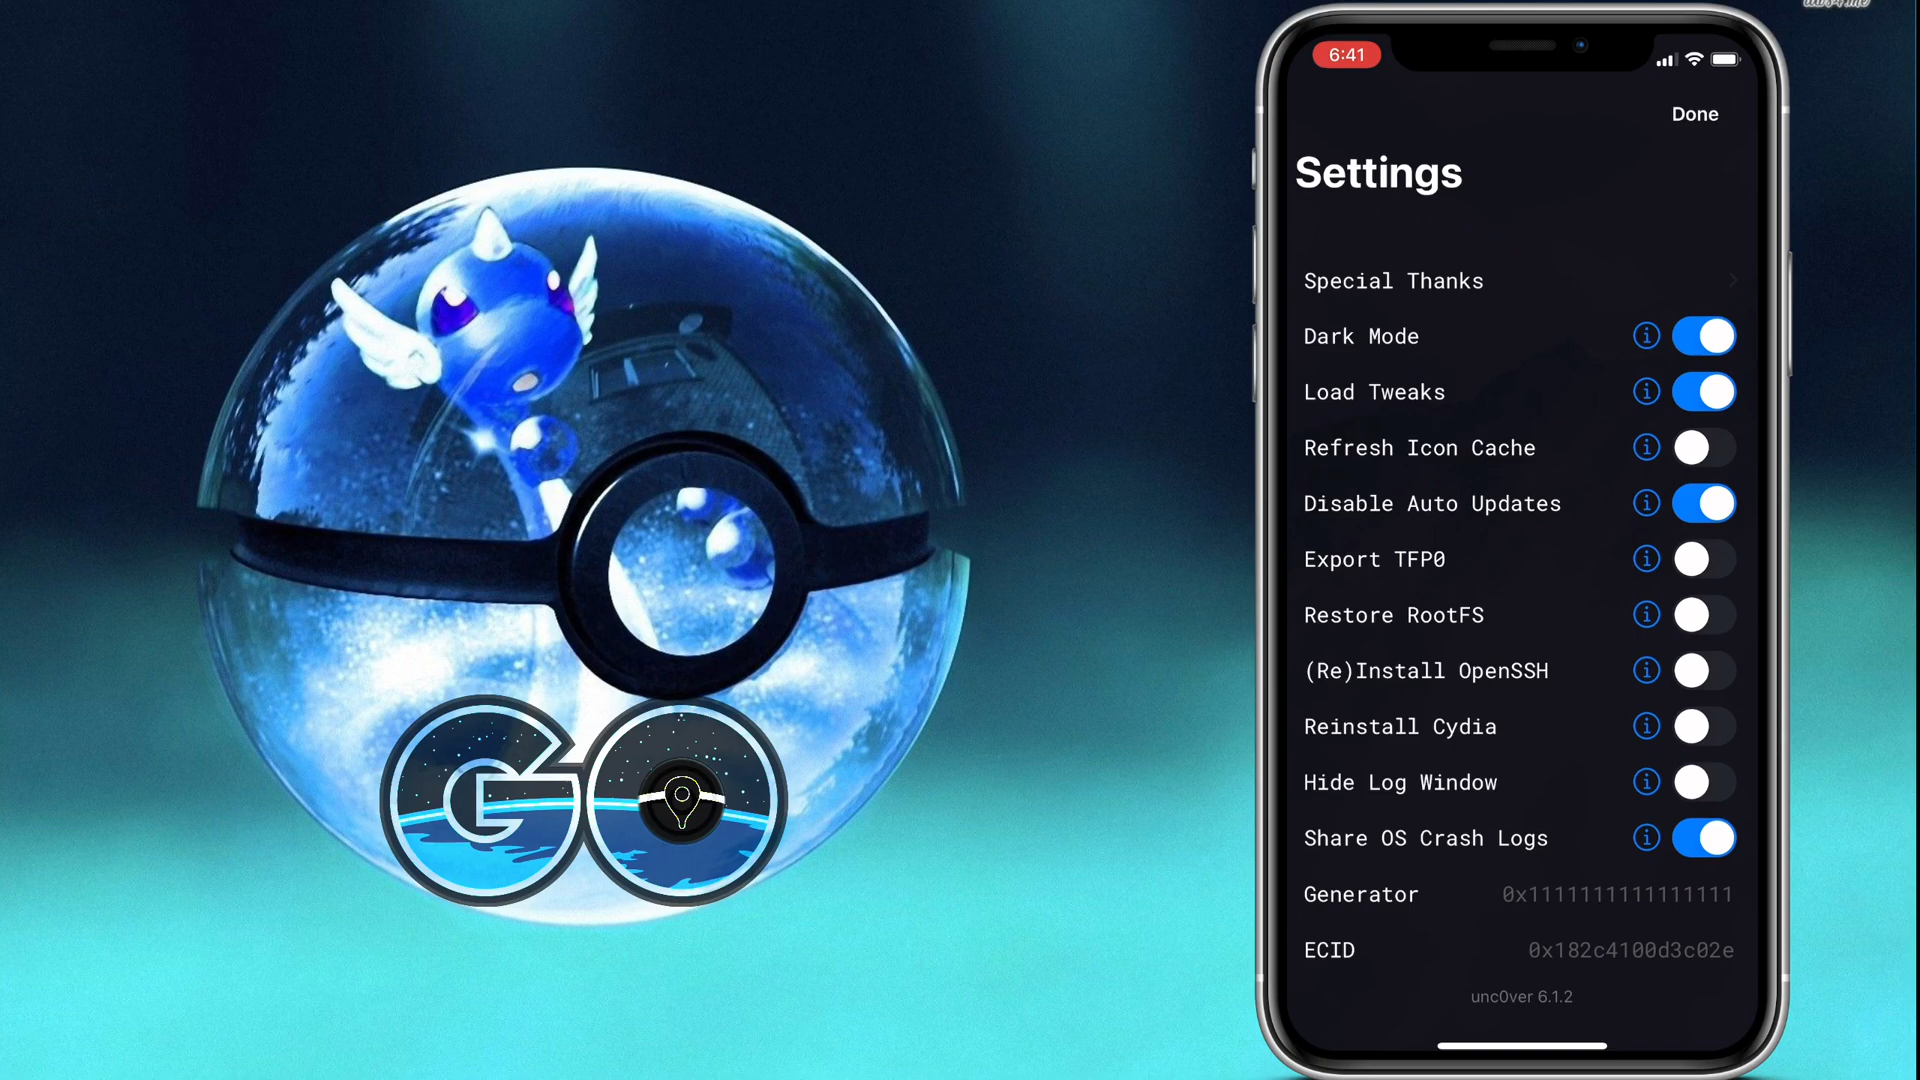 6:41
Done
Settings
Special Thanks
Dark Mode
Load Tweaks
Refresh Icon Cache
Disable Auto Updates
Export TFP0
Restore RootFS
(Re)Install OpenSSH
Reinstall Cydia
Hide Log Window
Share OS Crash Logs
Generator 0x1111111111111111
ECID 0x182c4100d3c02e
unc0ver 6.1.2
GO